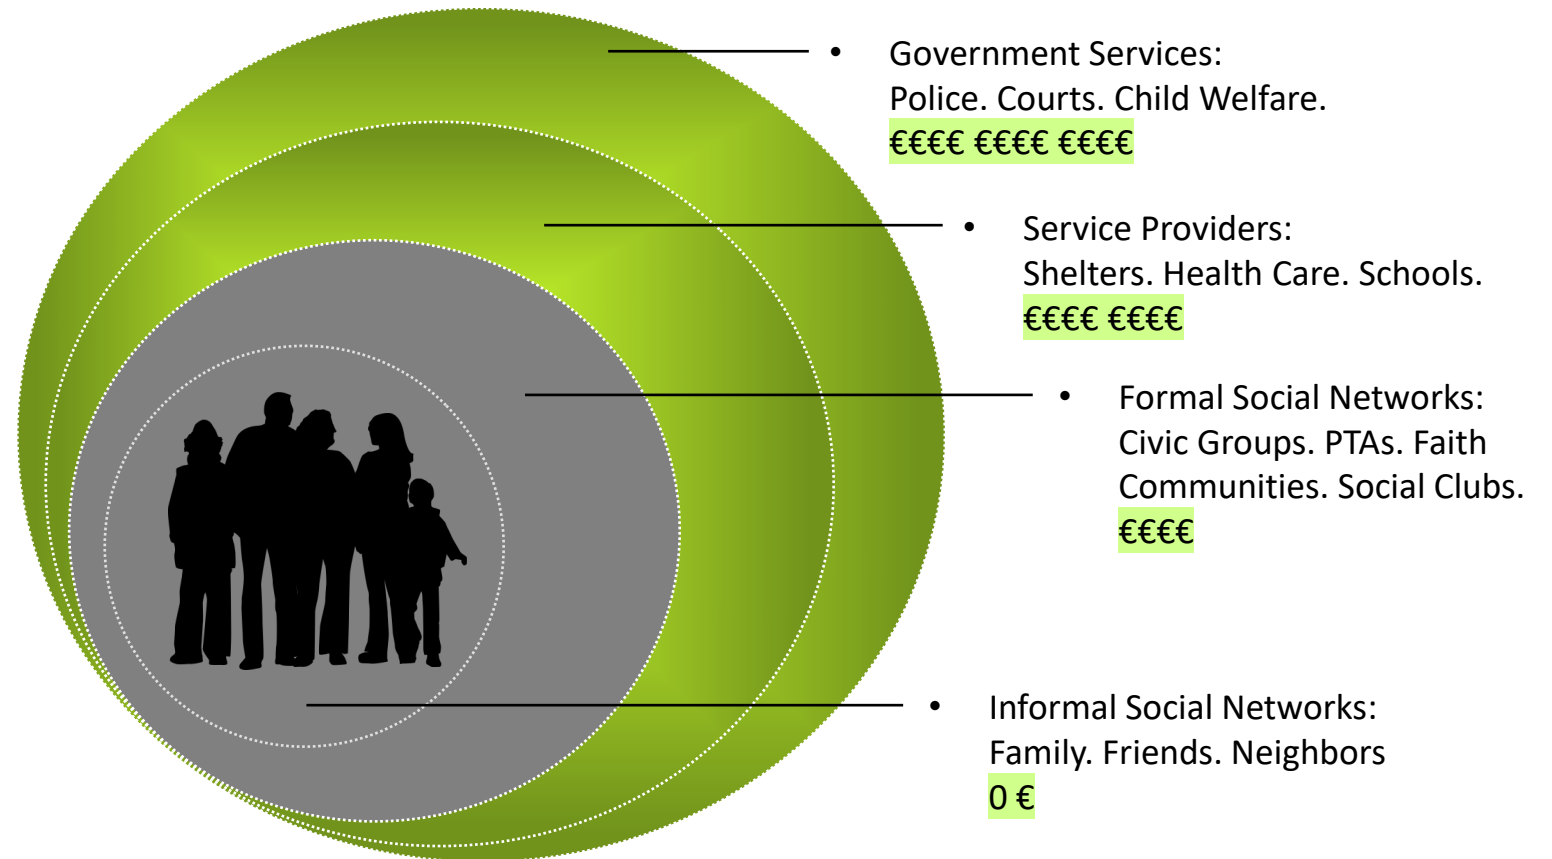 • Government Services:
Police. Courts. Child Welfare.
€€€€ €€€€ €€€€
• Service Providers:
Shelters. Health Care. Schools.
€€€€ €€€€
• Formal Social Networks:
Civic Groups. PTAs. Faith
Communities. Social Clubs.
€€€€
• Informal Social Networks:
Family. Friends. Neighbors
0 €